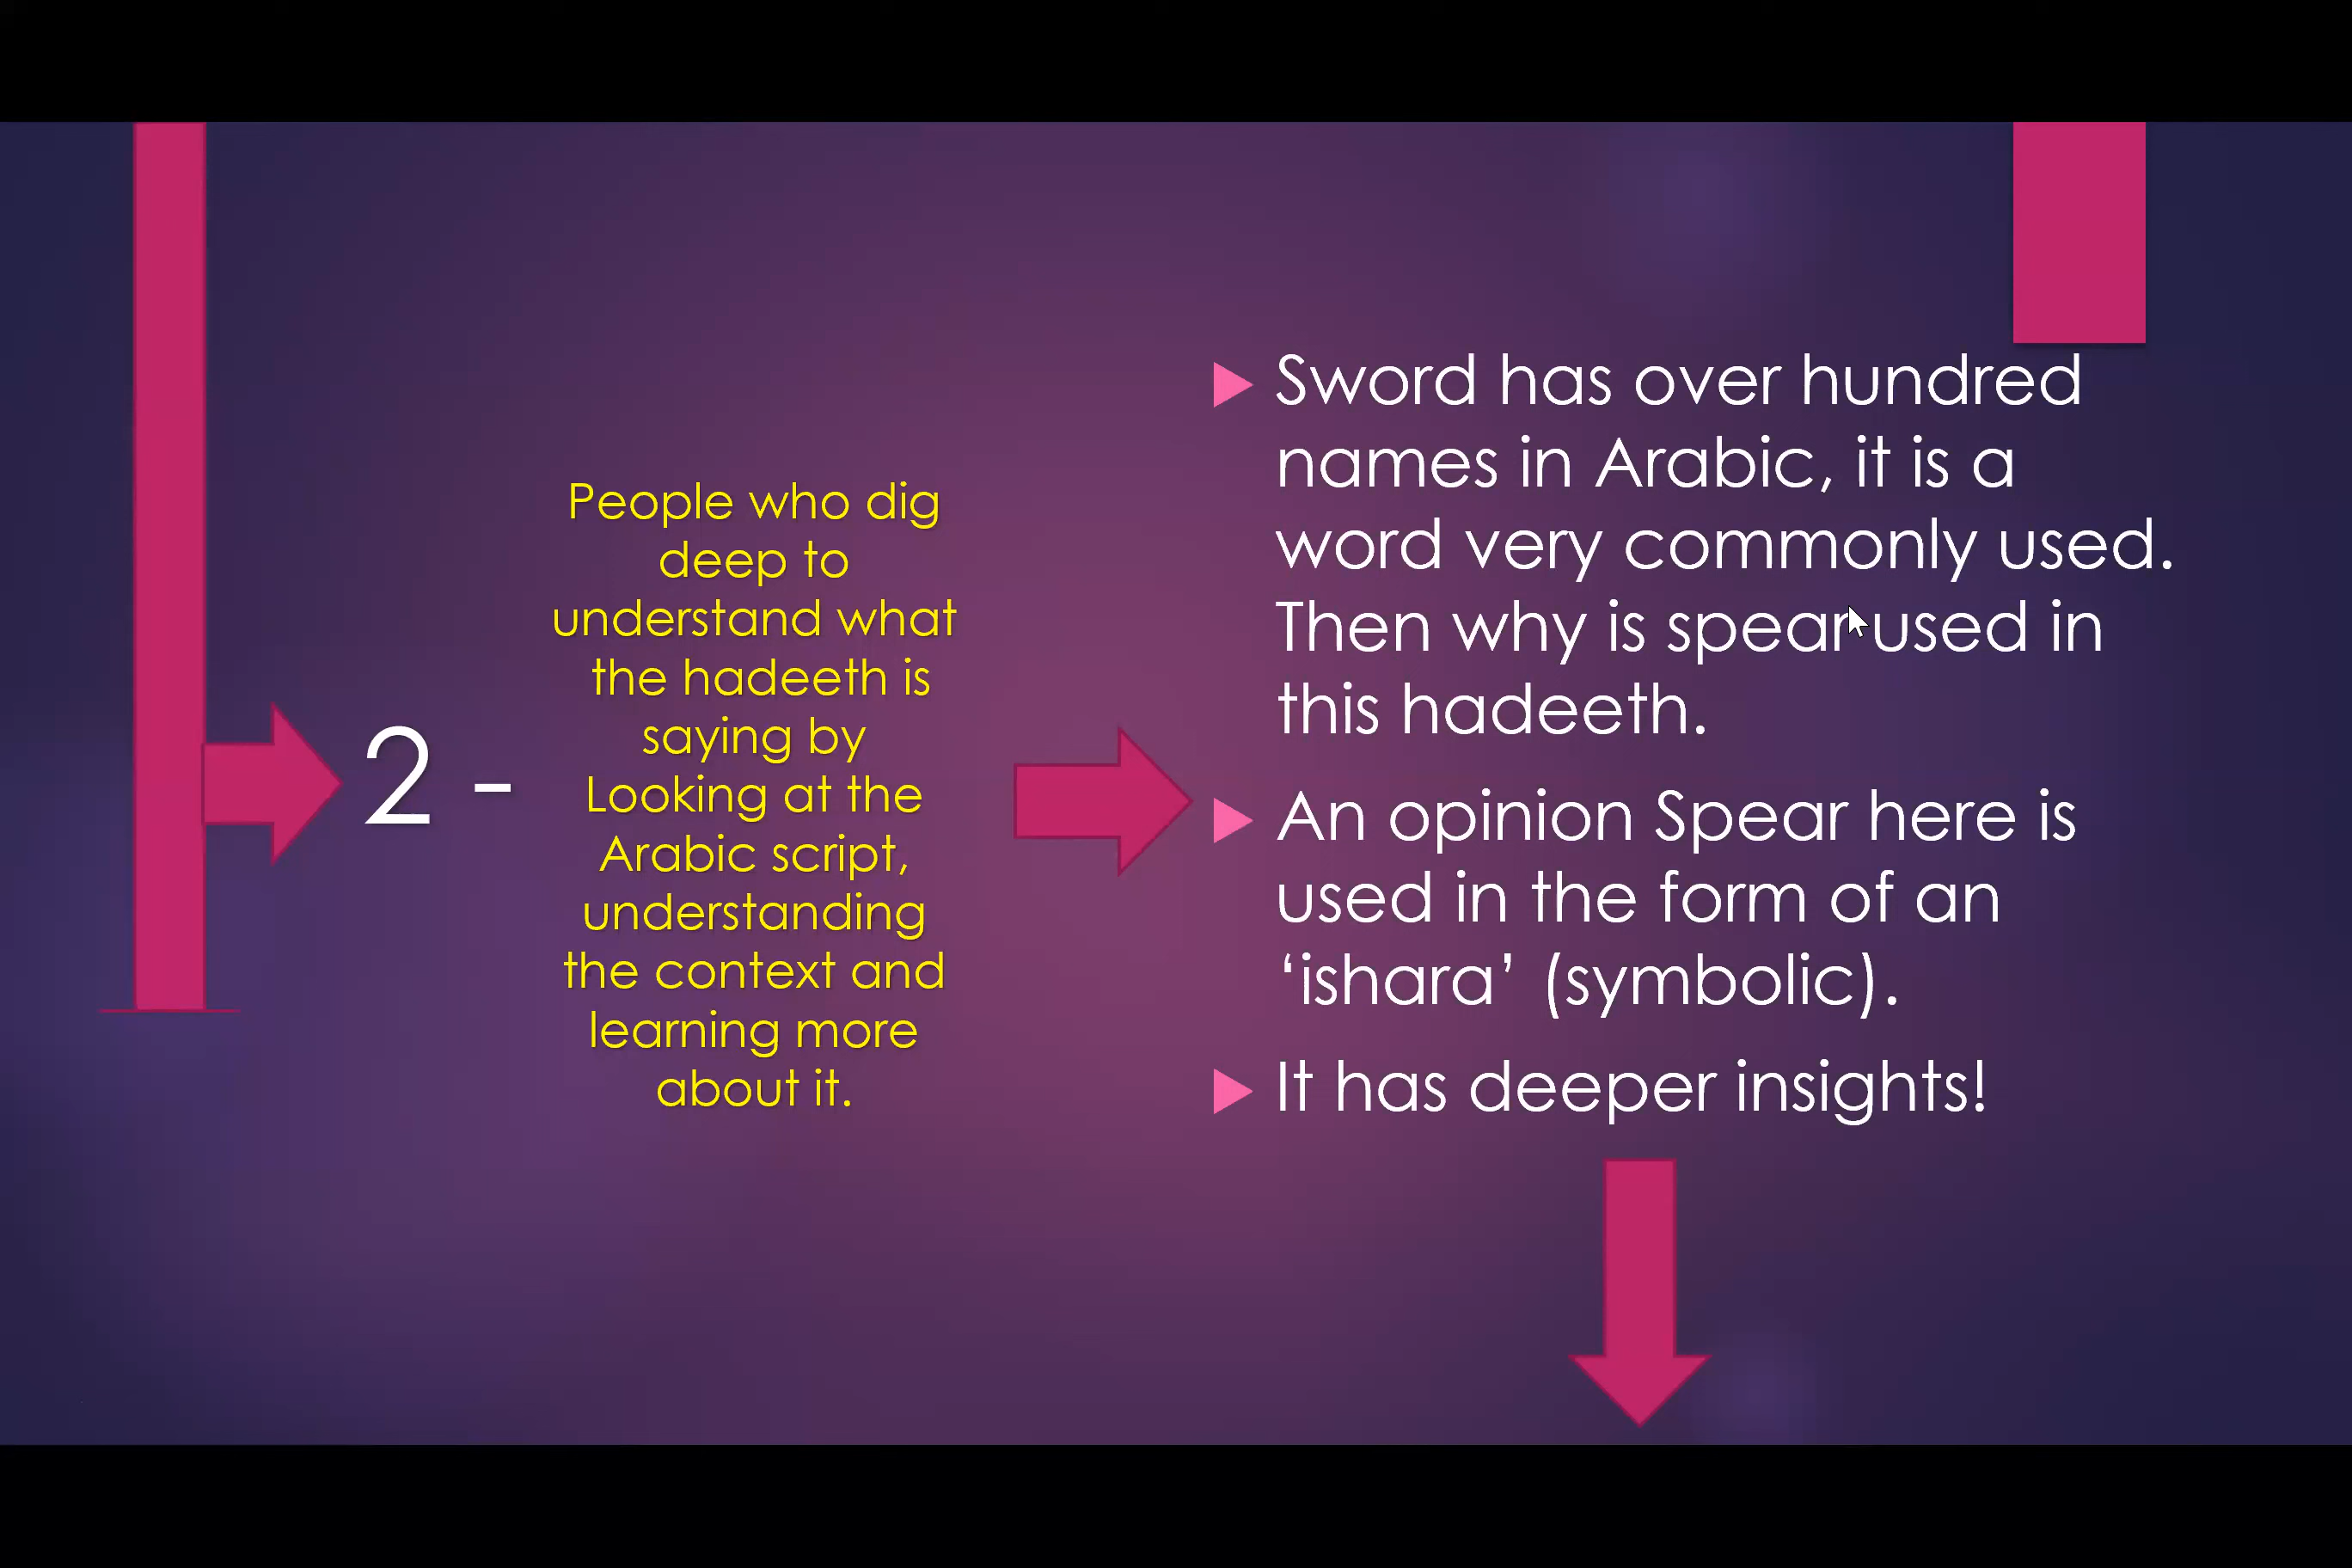 2 -
People who dig
deep to
understand what
the hadeeth is
saying by
Looking at the
Arabic script,
understanding
the context and
learning more
about it.
Sword has over hundred
names in Arabic, it is a
word very commonly used.
Then why is spear used in
this hadeeth.
An opinion Spear here is
used in the form of an
‘ishara’ (symbolic).
It has deeper insights!